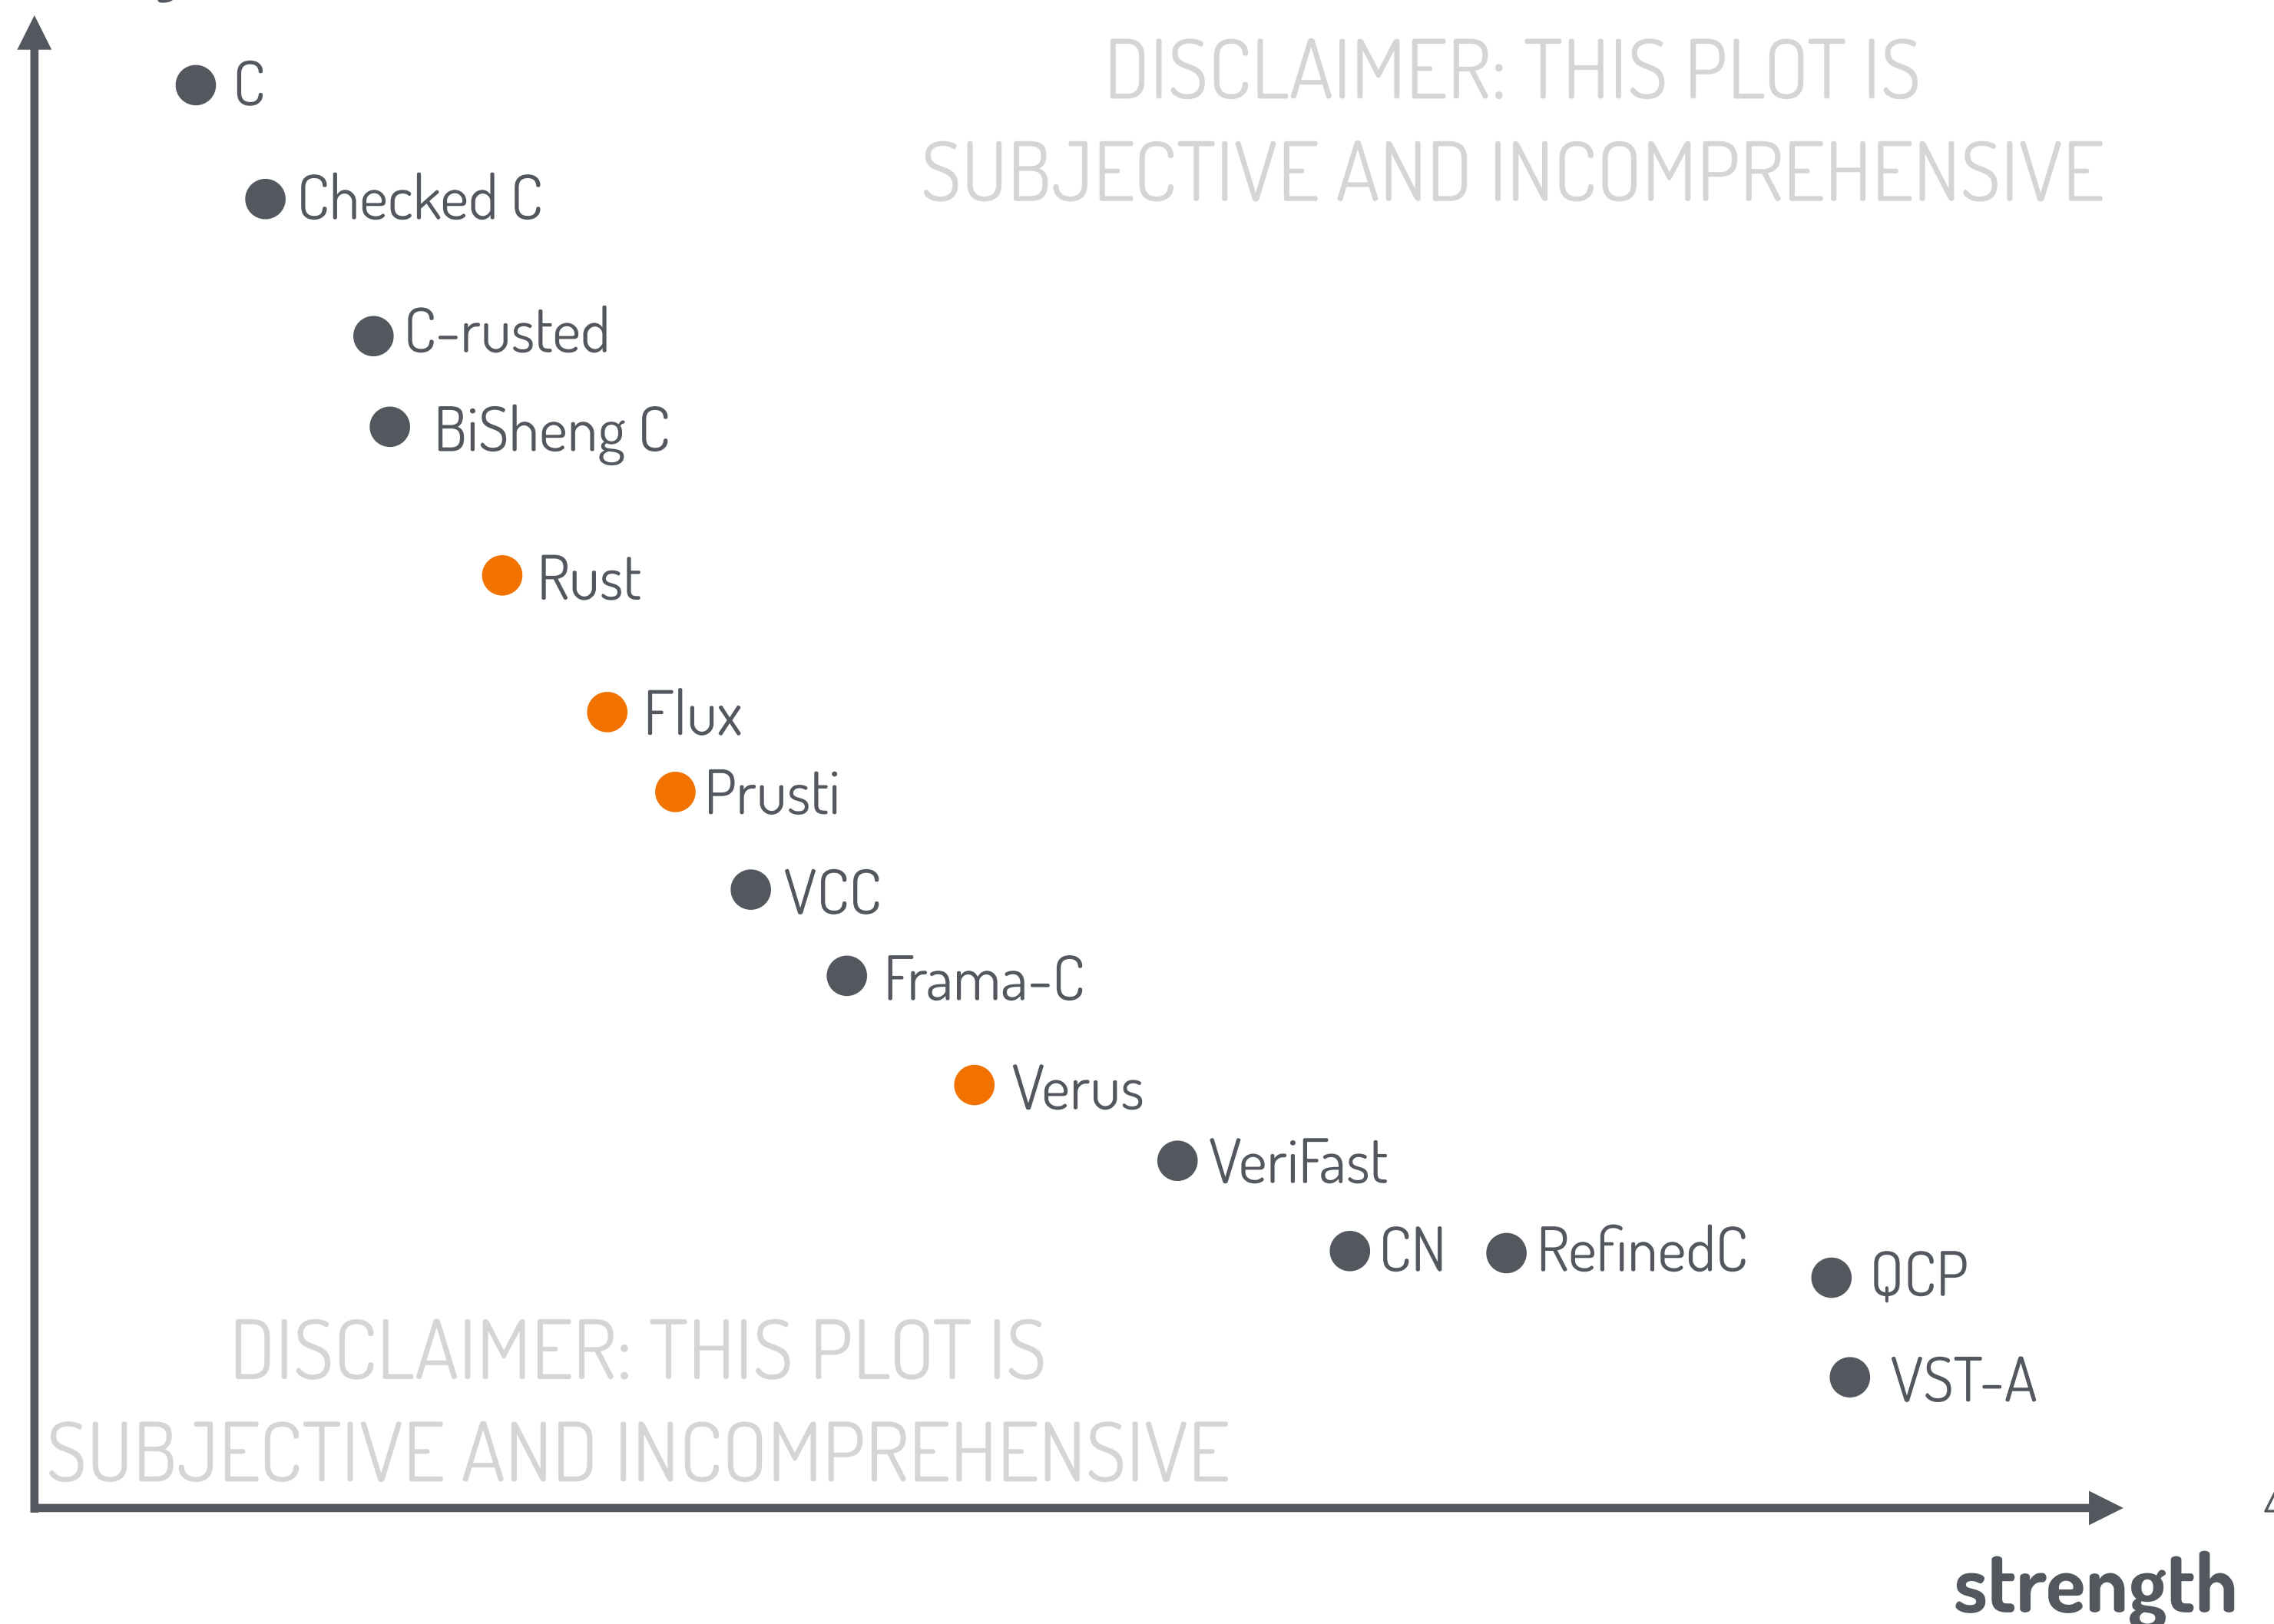 DISCLAIMER: THIS PLOT IS
SUBJECTIVE AND INCOMPREHENSIVE
C
Checked C
C-rusted
BiSheng C
Rust
Flux
Prusti
VCC
Frama-C
Verus
VeriFast
CN
RefinedC
QCP
VST-A
DISCLAIMER: THIS PLOT IS
SUBJECTIVE AND INCOMPREHENSIVE
strength